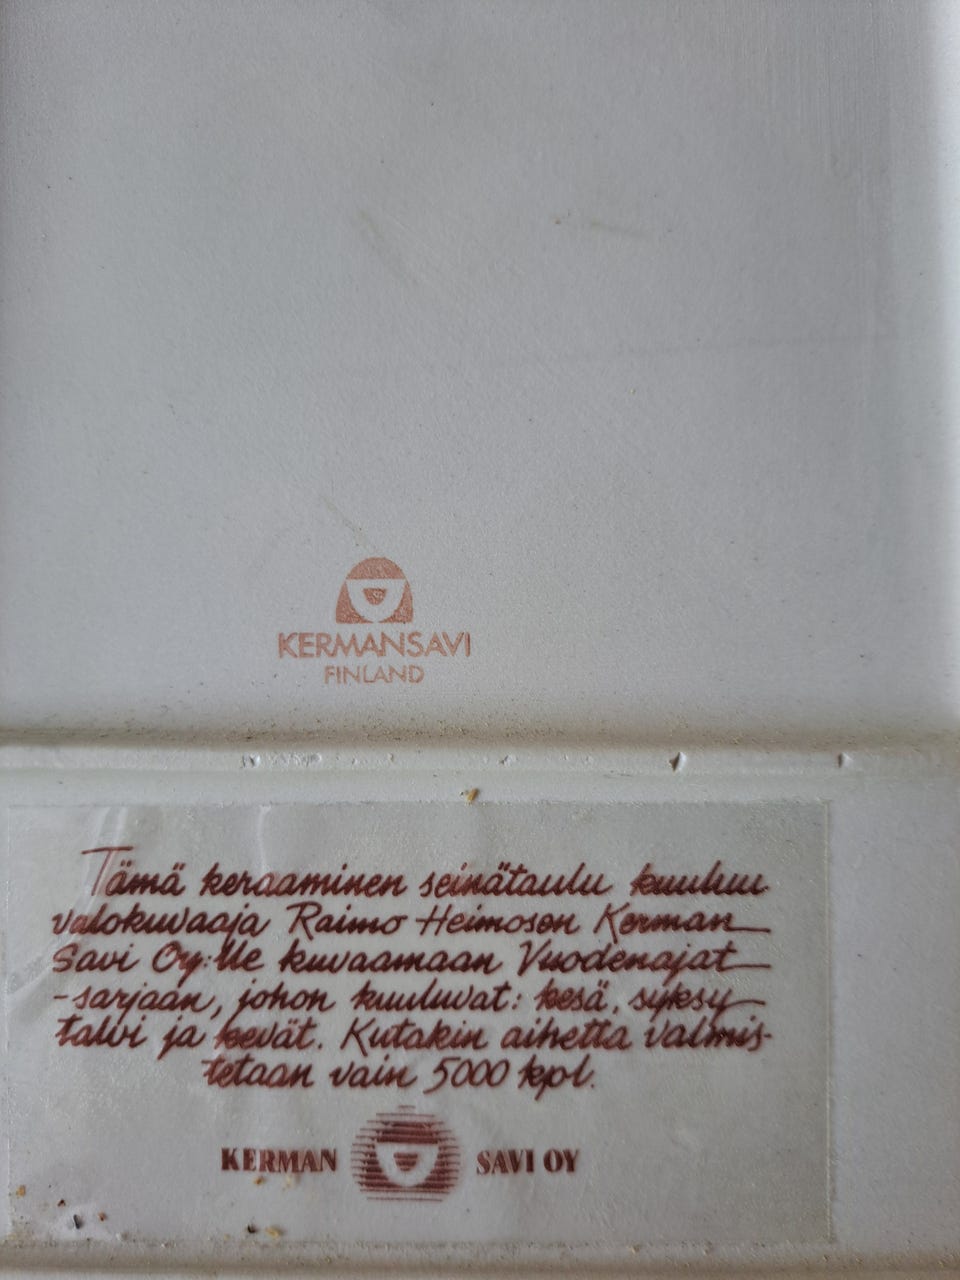 KERMANSAVI
FINLAND
Tämä keraaminen seinätaulu kuuluu
valokuvaaja Raimo Heimosen Kerman
Savi Oy:lle kuvaamaan Vuodenajat
-sarjaan, johon kuuluvat: kesä, syksy
talvi ja kevät. Kutakin aihetta valmis-
tetaan vain 5000 kpl.
KERMAN SAVI OY